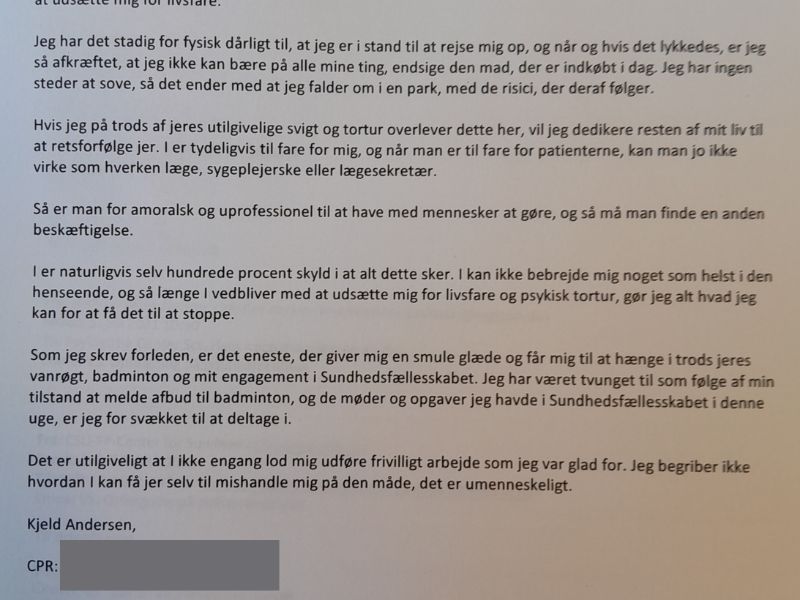 at udsætte mig for livsfare.
Jeg har det stadig for fysisk dårligt til, at jeg er i stand til at rejse mig op, og når og hvis det lykkedes, er jeg
så afkræftet, at jeg ikke kan bære på alle mine ting, endsige den mad, der er indkøbt i dag. Jeg har ingen
steder at sove, så det ender med at jeg falder om i en park, med de risici, der deraf følger.
Hvis jeg på trods af jeres utilgivelige svigt og tortur overlever dette her, vil jeg dedikere resten af mit liv til
at retsforfølge jer. I er tydeligvis til fare for mig, og når man er til fare for patienterne, kan man jo ikke
virke som hverken læge, sygeplejerske eller lægesekretær.
Så er man for amoralsk og uprofessionel til at have med mennesker at gøre, og så må man finde en anden
beskæftigelse.
I er naturligvis selv hundrede procent skyld i at alt dette sker. I kan ikke bebrejde mig noget som helst i den
henseende, og så længe I vedbliver med at udsætte mig for livsfare og psykisk tortur, gør jeg alt hvad jeg
kan for at få det til at stoppe.
Som jeg skrev forleden, er det eneste, der giver mig en smule glæde og får mig til at hænge i trods jeres
vanrøgt, badminton og mit engagement i Sundhedsfællesskabet. Jeg har været tvunget til som følge af min
tilstand at melde afbud til badminton, og de møder og opgaver jeg havde i Sundhedsfællesskabet i denne
uge, er jeg for svækket til at deltage i.
Det er utilgiveligt at I ikke engang lod mig udføre frivilligt arbejde som jeg var glad for. Jeg begriber ikke
hvordan I kan få jer selv til at mishandle mig på den måde, det er umenneskeligt.
Kjeld Andersen,
CPR: